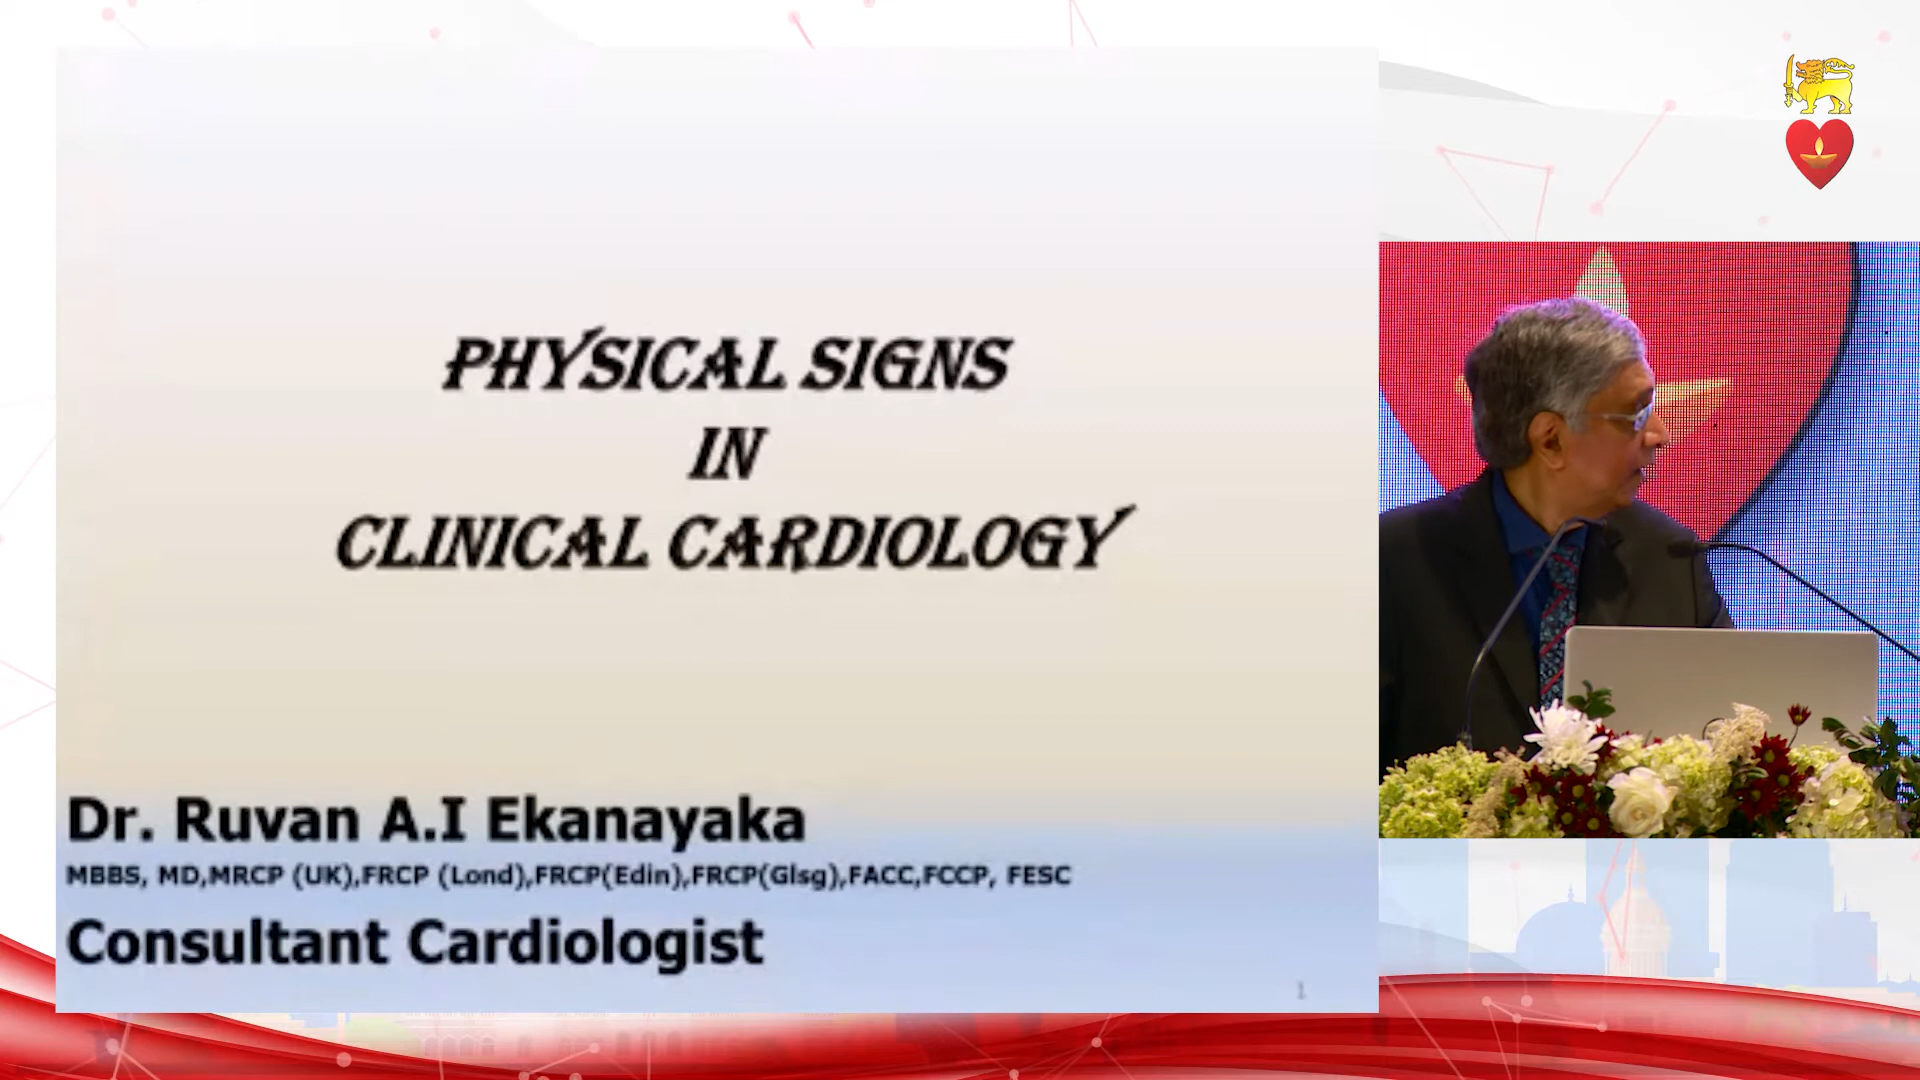 PHYSICAL SIGNS
IN
CLINICAL CARDIOLOGY
Dr. Ruvan A.I Ekanayaka
MBBS, MD,MRCP (UK),FRCP (Lond),FRCP(Edin),FRCP(Glsg),FACC,FCCP, FESC
Consultant Cardiologist
1